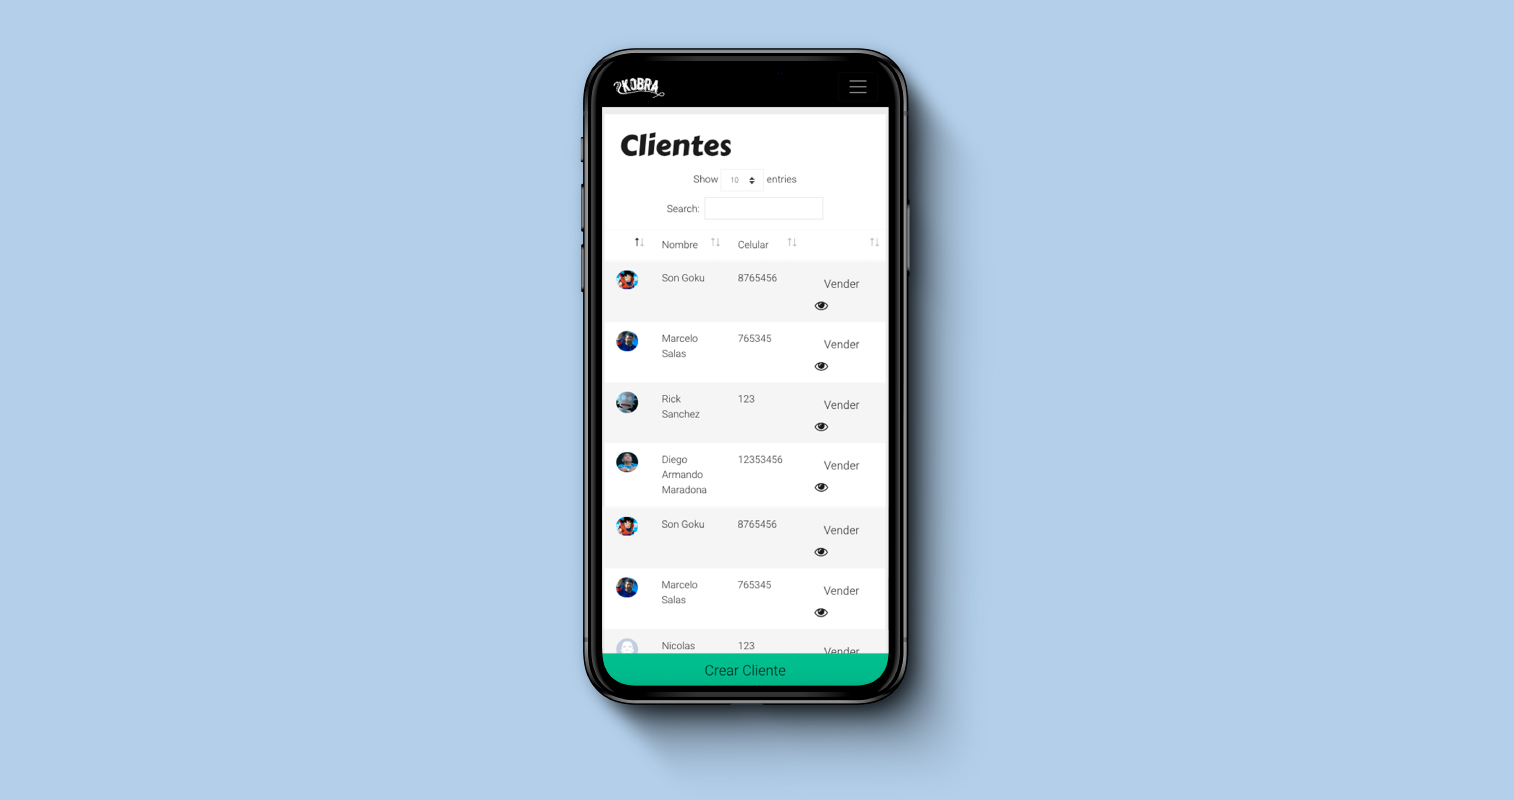 KOBRA
Clientes
Show 10 entries
Search:
Nombre Celular
Son Goku 8765456 Vender
Marcelo 765345 Vender
Salas
Rick 123 Vender
Sanchez
Diego 12353456 Vender
Armando
Maradona
Son Goku 8765456 Vender
Marcelo 765345 Vender
Salas
Nicolas 123 Vender
Crear Cliente